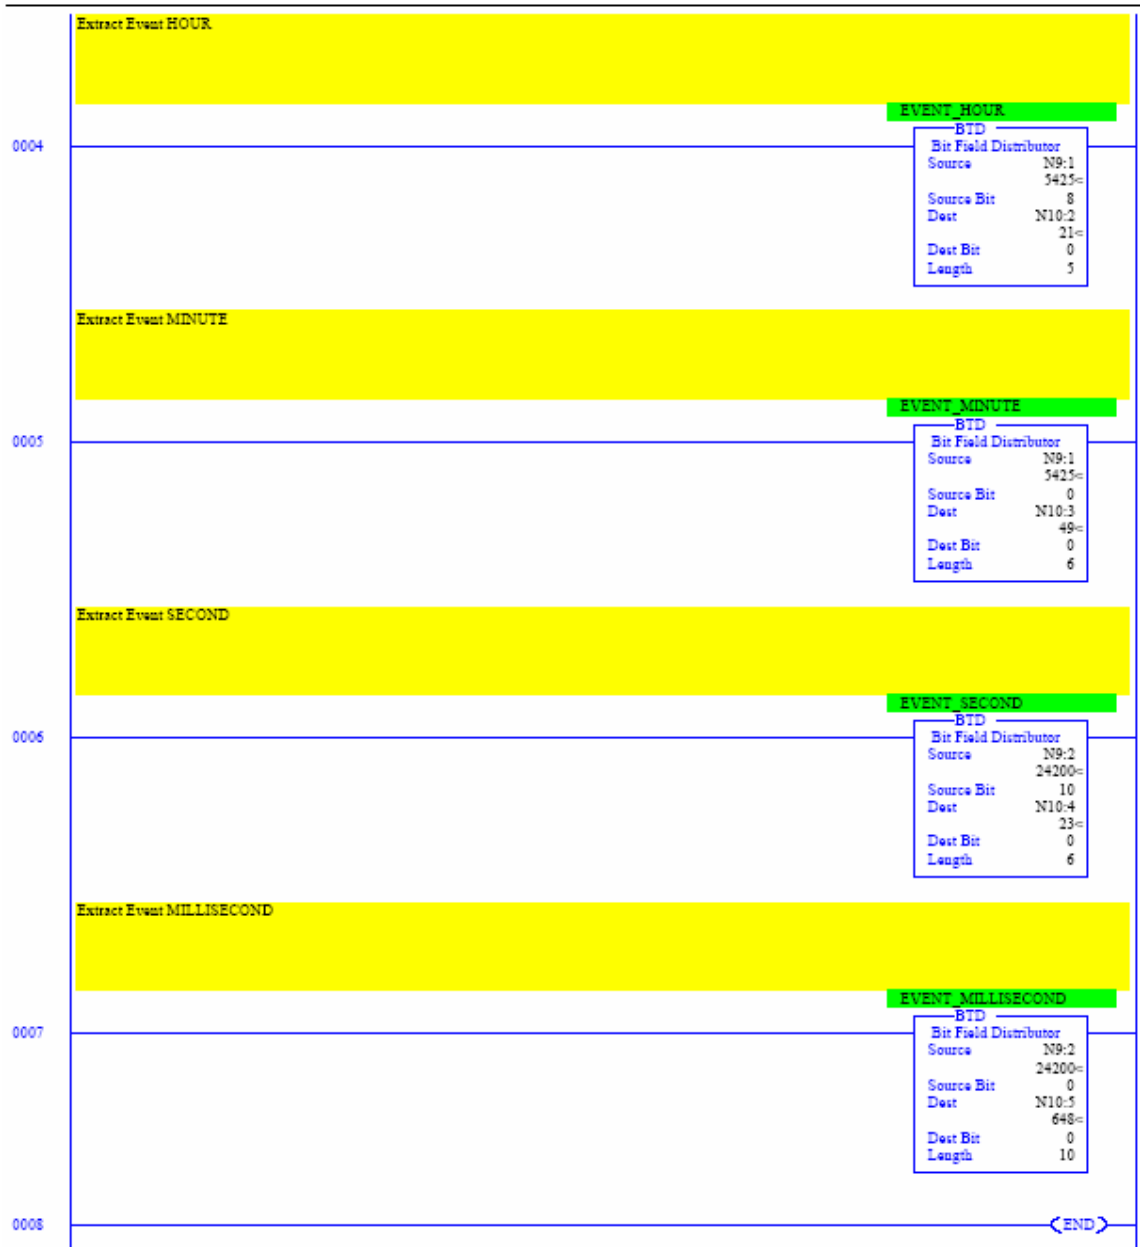 Extract Event HOUR
EVENT_HOUR
BTD
0004
Bit Field Distributor
Source N9:1
5425<
Source Bit 8
Dest N10:2
21<
Dest Bit 0
Length 5
Extract Event MINUTE
EVENT_MINUTE
BTD
0005
Bit Field Distributor
Source N9:1
5425<
Source Bit 0
Dest N10:3
49<
Dest Bit 0
Length 6
Extract Event SECOND
EVENT_SECOND
BTD
0006
Bit Field Distributor
Source N9:2
24200<
Source Bit 10
Dest N10:4
23<
Dest Bit 0
Length 6
Extract Event MILLISECOND
EVENT_MILLISECOND
BTD
0007
Bit Field Distributor
Source N9:2
24200<
Source Bit 0
Dest N10:5
648<
Dest Bit 0
Length 10
0008 END